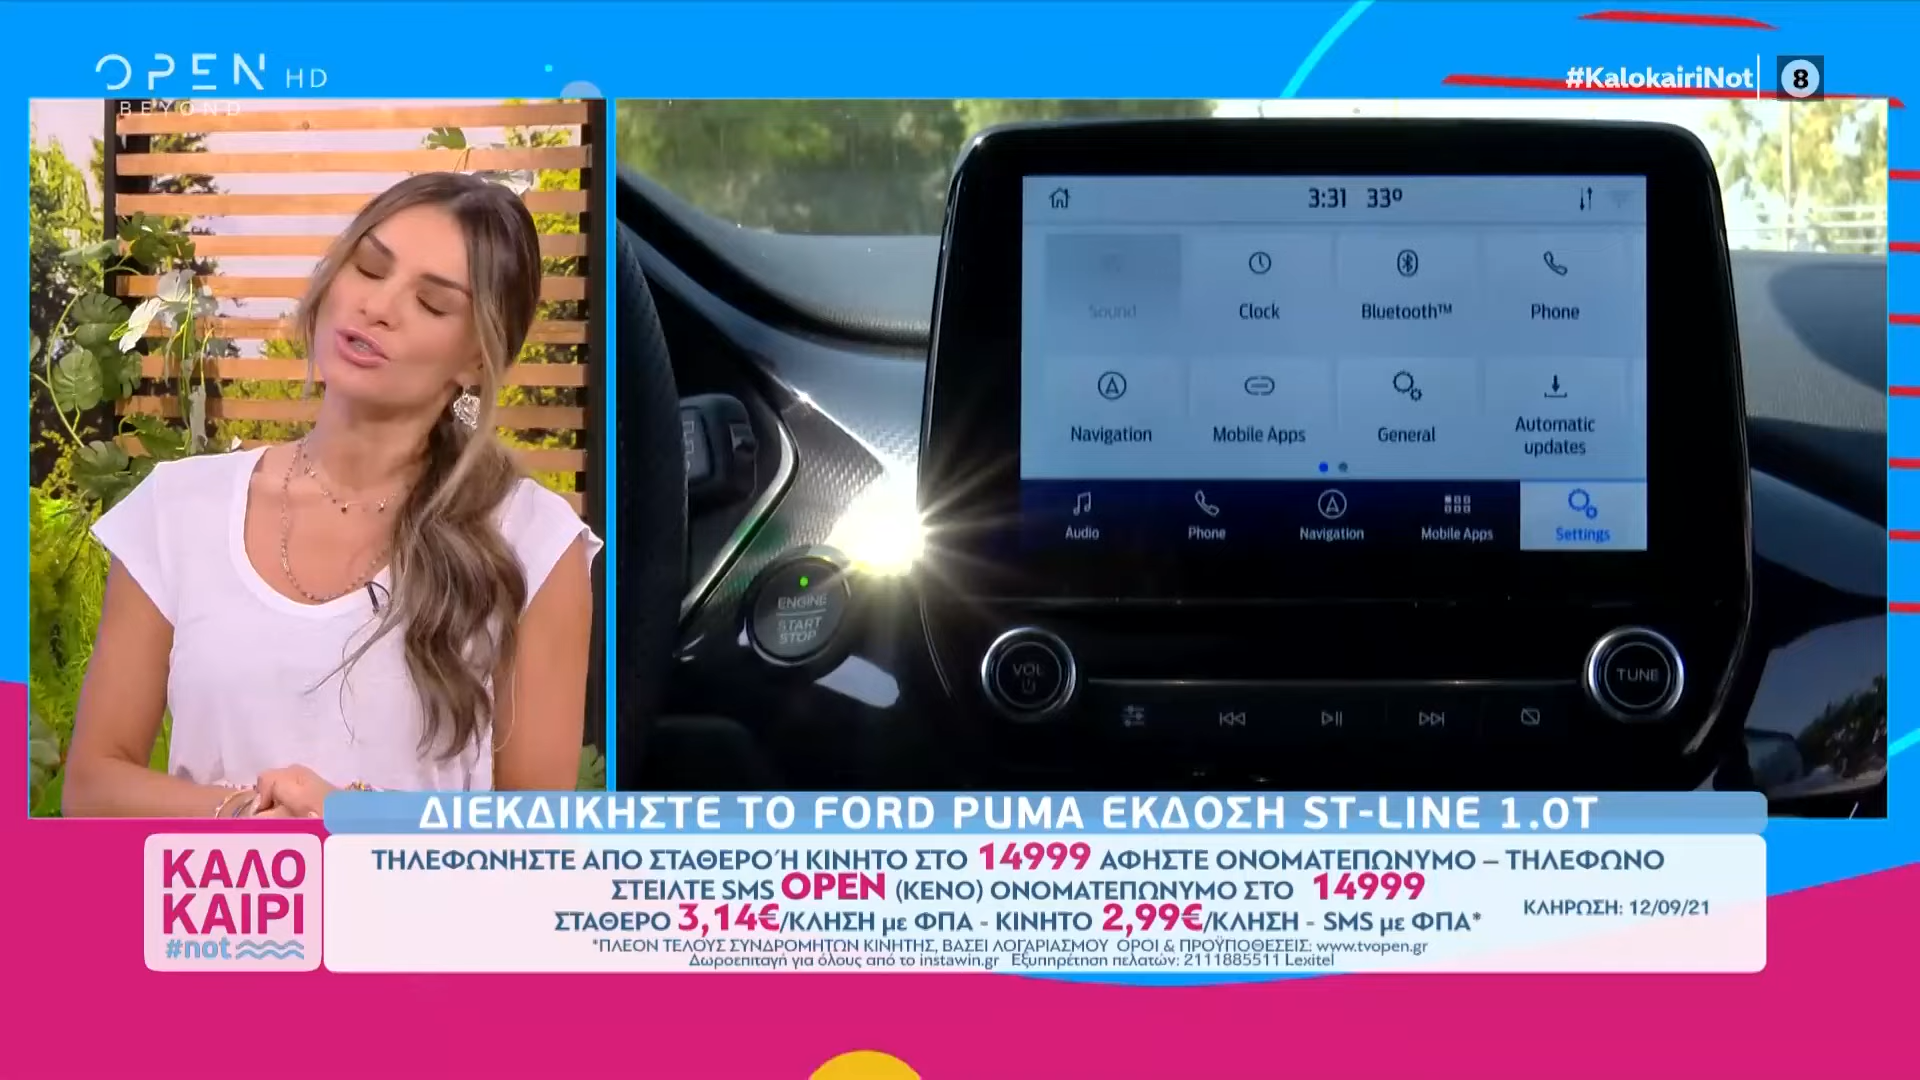 OPEN HD
BEYOND
#KalokairiNot
8
3:31 33º
Sound
Clock
Bluetooth™
Phone
Navigation
Mobile Apps
General
Automatic
updates
Audio
Phone
Navigation
Mobile Apps
Settings
ENGINE
START
STOP
VOL
TUNE
ΔΙΕΚΔΙΚΗΣΤΕ ΤΟ FORD PUMA ΕΚΔΟΣΗ ST-LINE 1.0T
ΚΑΛΟ
ΚΑΙΡΙ
#not
ΤΗΛΕΦΩΝΗΣΤΕ ΑΠΟ ΣΤΑΘΕΡΟ Ή ΚΙΝΗΤΟ ΣΤΟ 14999 ΑΦΗΣΤΕ ΟΝΟΜΑΤΕΠΩΝΥΜΟ – ΤΗΛΕΦΩΝΟ
ΣΤΕΙΛΤΕ SMS OPEN (ΚΕΝΟ) ΟΝΟΜΑΤΕΠΩΝΥΜΟ ΣΤΟ 14999
ΣΤΑΘΕΡΟ 3,14€/ΚΛΗΣΗ με ΦΠΑ - ΚΙΝΗΤΟ 2,99€/ΚΛΗΣΗ - SMS με ΦΠΑ*
ΚΛΗΡΩΣΗ: 12/09/21
*ΠΛΕΟΝ ΤΕΛΟΥΣ ΣΥΝΔΡΟΜΗΤΩΝ ΚΙΝΗΤΗΣ, ΒΑΣΕΙ ΛΟΓΑΡΙΑΣΜΟΥ ΟΡΟΙ & ΠΡΟΫΠΟΘΕΣΕΙΣ: www.tvopen.gr
Δωροεπιταγή για όλους από το instawin.gr Εξυπηρέτηση πελατών: 2111885511 Lexitel